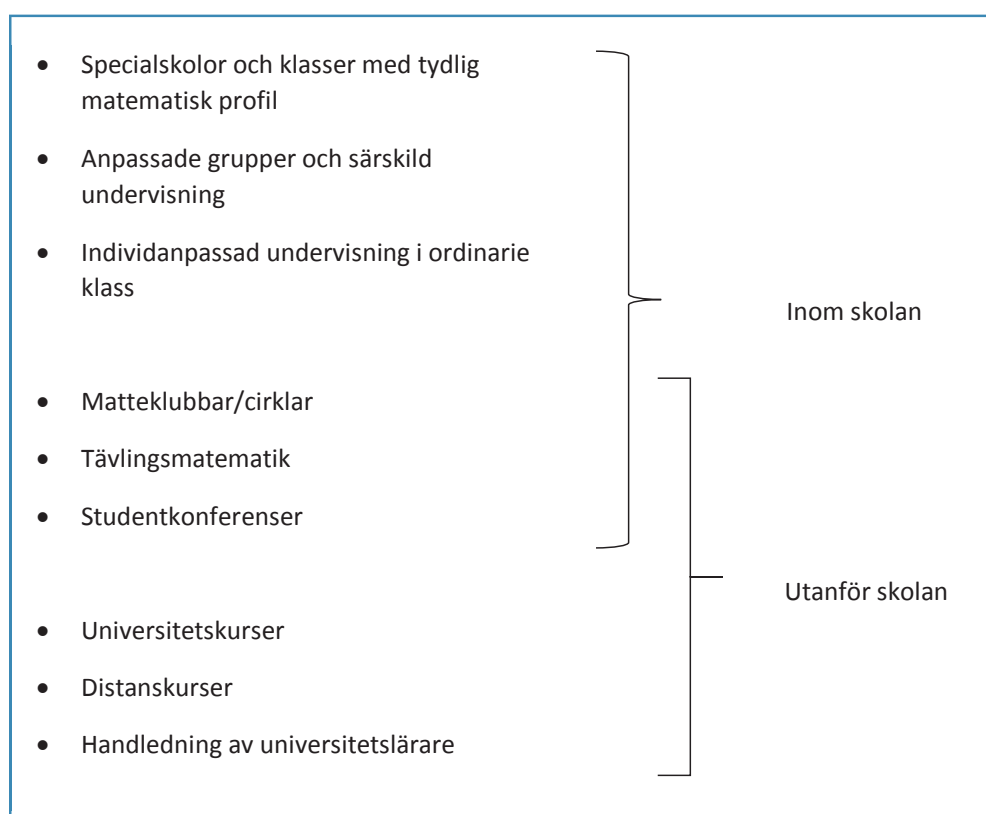 • Specialskolor och klasser med tydlig
matematisk profil
• Anpassade grupper och särskild
undervisning
• Individanpassad undervisning i ordinarie
klass
Inom skolan
• Matteklubbar/cirklar
• Tävlingsmatematik
• Studentkonferenser
Utanför skolan
• Universitetskurser
• Distanskurser
• Handledning av universitetslärare